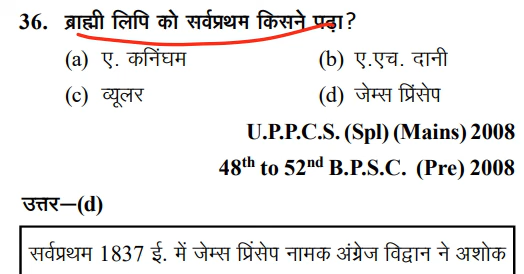 36. ब्राह्मी लिपि को सर्वप्रथम किसने पढ़ा?
(a) ए. कनिंघम (b) ए.एच. दानी
(c) व्यूलर (d) जेम्स प्रिंसेप
U.P.P.C.S. (Spl) (Mains) 2008
48th to 52nd B.P.S.C. (Pre) 2008
उत्तर–(d)
सर्वप्रथम 1837 ई. में जेम्स प्रिंसेप नामक अंग्रेज विद्वान ने अशोक